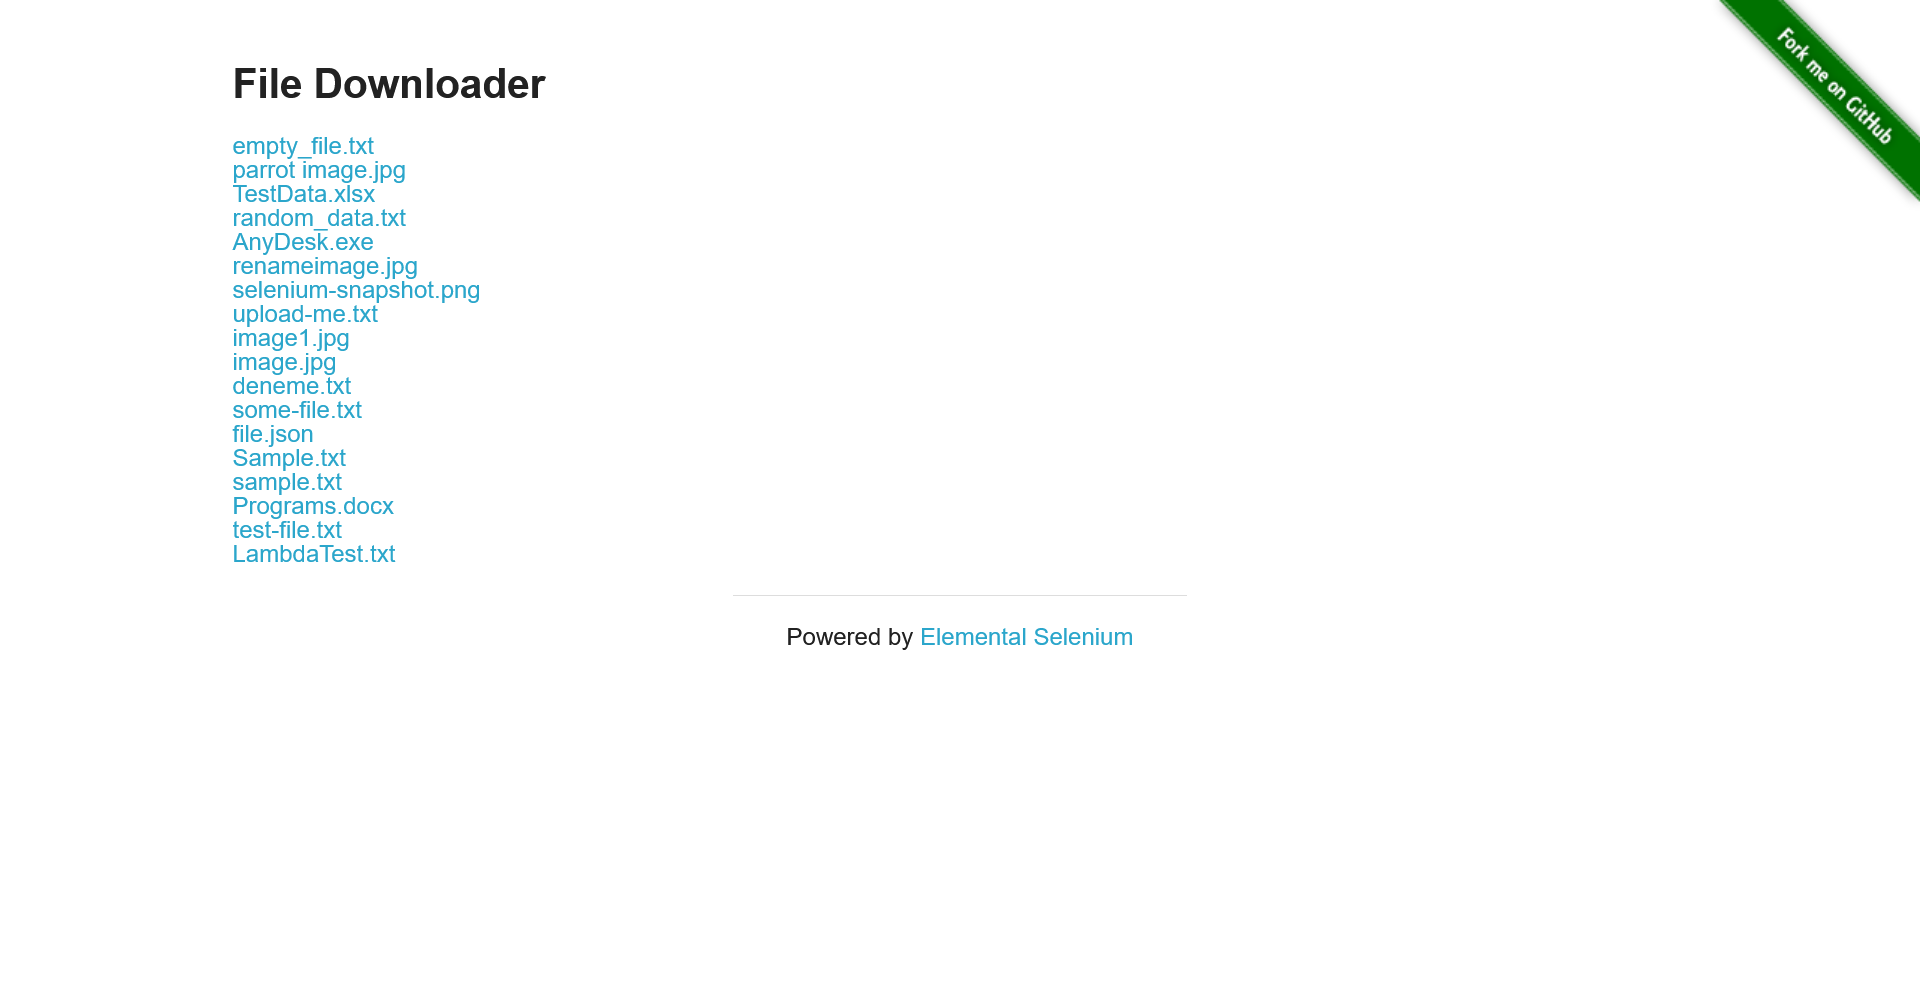 Fork me on GitHub
File Downloader
empty_file.txt
parrot image.jpg
TestData.xlsx
random_data.txt
AnyDesk.exe
renameimage.jpg
selenium-snapshot.png
upload-me.txt
image1.jpg
image.jpg
deneme.txt
some-file.txt
file.json
Sample.txt
sample.txt
Programs.docx
test-file.txt
LambdaTest.txt
Powered by Elemental Selenium